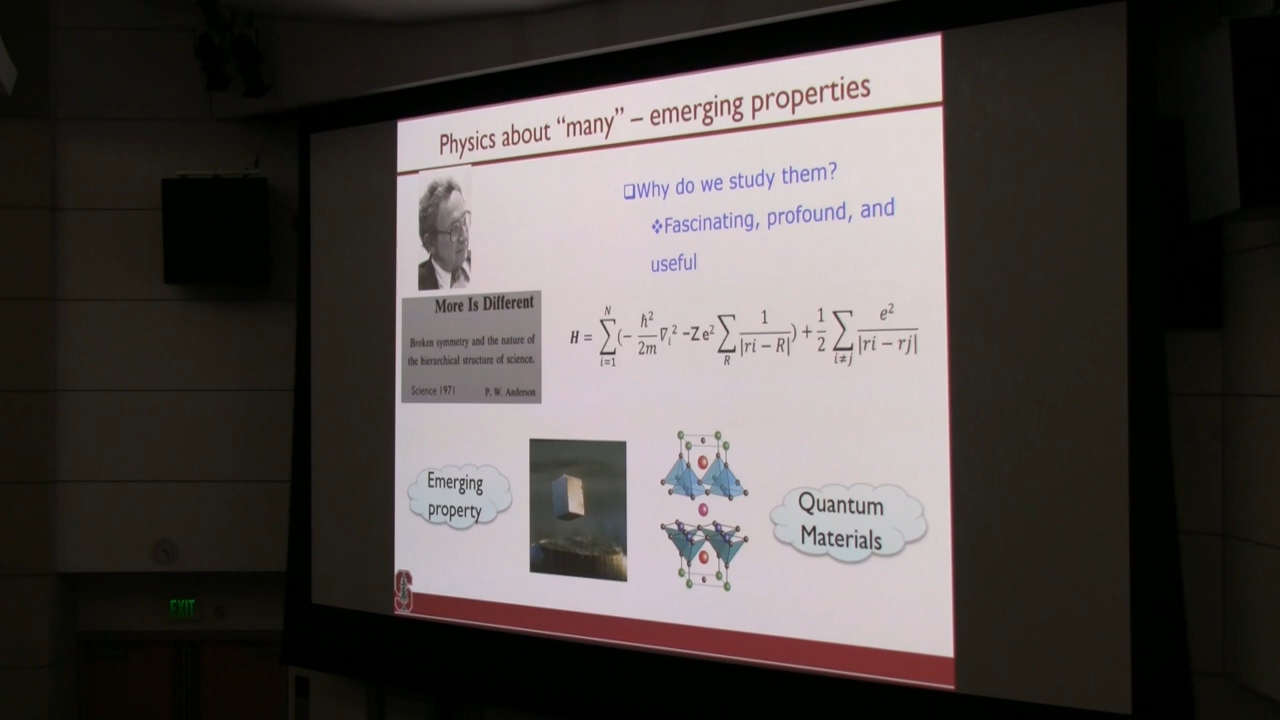 Physics about “many” – emerging properties
❑Why do we study them?
❖Fascinating, profound, and
useful
More Is Different
Broken symmetry and the nature of
the hierarchical structure of science.
Science 1971 P. W. Anderson
H = ∑_{i=1}^{N}(− ℏ²/2m ∇ᵢ² −Ze² ∑_R 1/|ri − R|) + 1/2 ∑_{i≠j} e²/|ri − rj|
Emerging
property
Quantum
Materials
S
EXIT